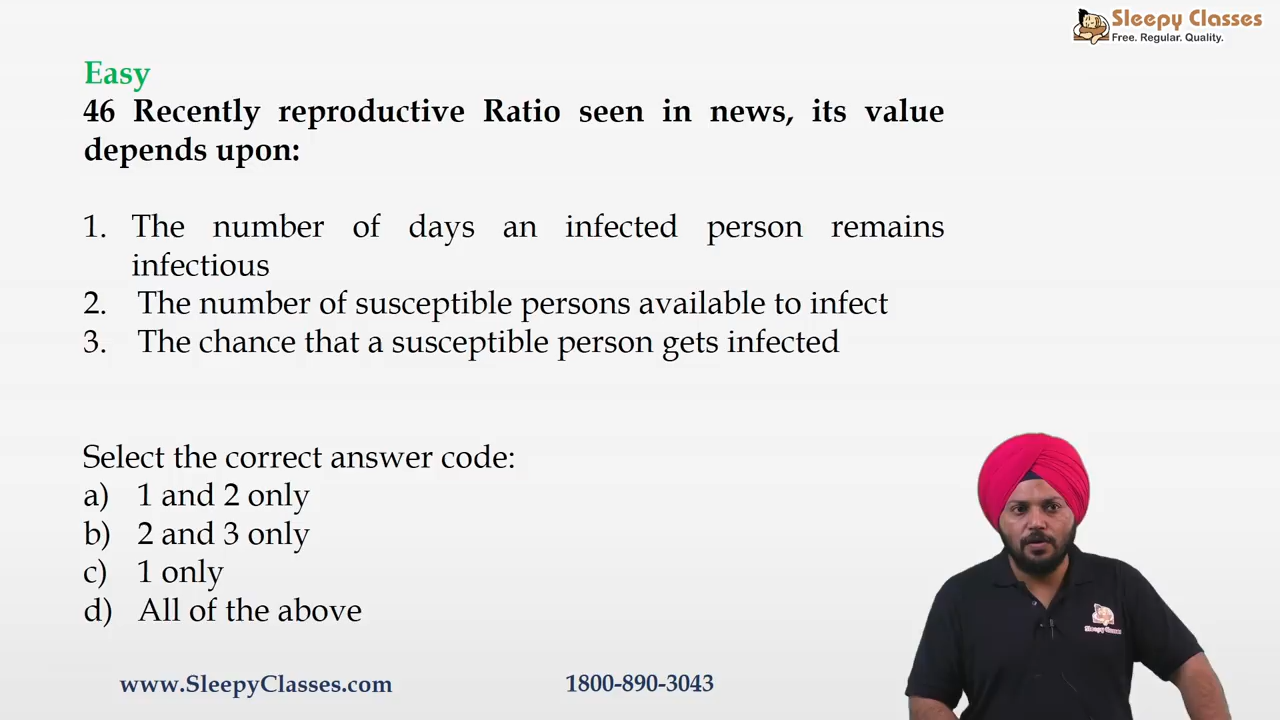 Sleepy Classes
Free. Regular. Quality.
Easy
46 Recently reproductive Ratio seen in news, its value
depends upon:
1. The number of days an infected person remains
infectious
2. The number of susceptible persons available to infect
3. The chance that a susceptible person gets infected
Select the correct answer code:
a) 1 and 2 only
b) 2 and 3 only
c) 1 only
d) All of the above
Sleepy Classes
www.SleepyClasses.com 1800-890-3043